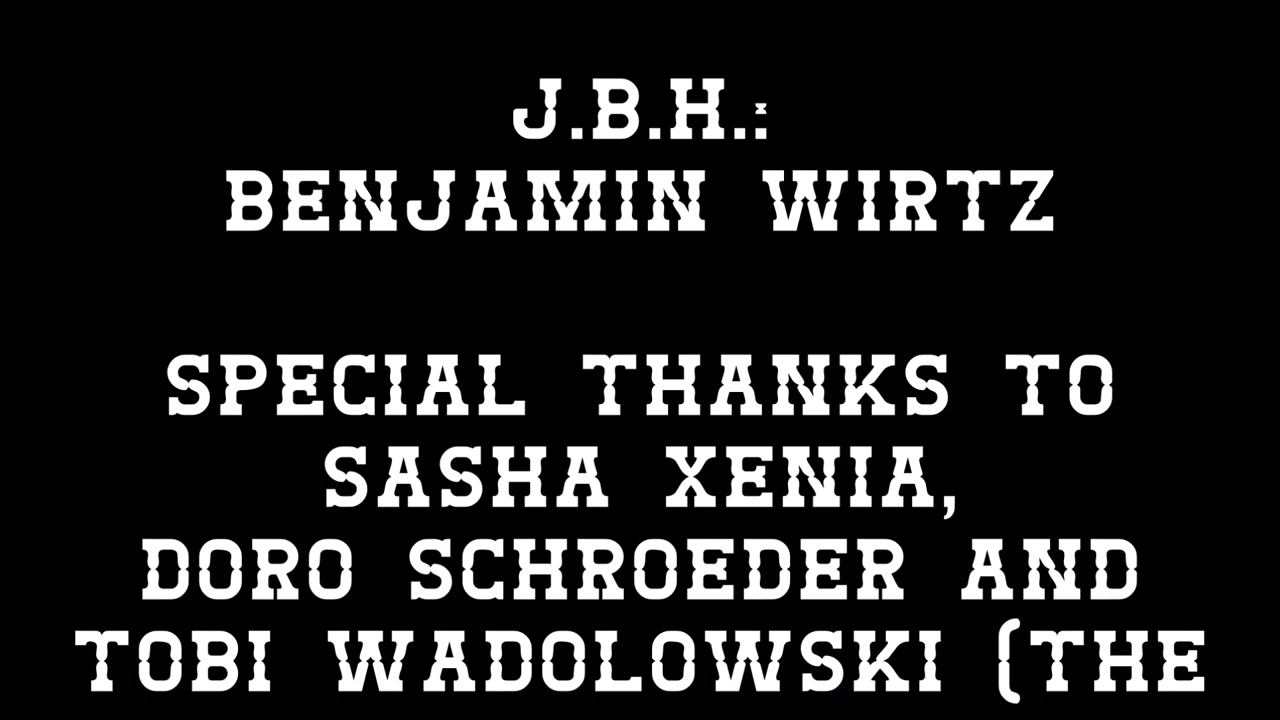 J.B.H.:
BENJAMIN WIRTZ
SPECIAL THANKS TO
SASHA XENIA,
DORO SCHROEDER AND
TOBI WADOLOWSKI (THE